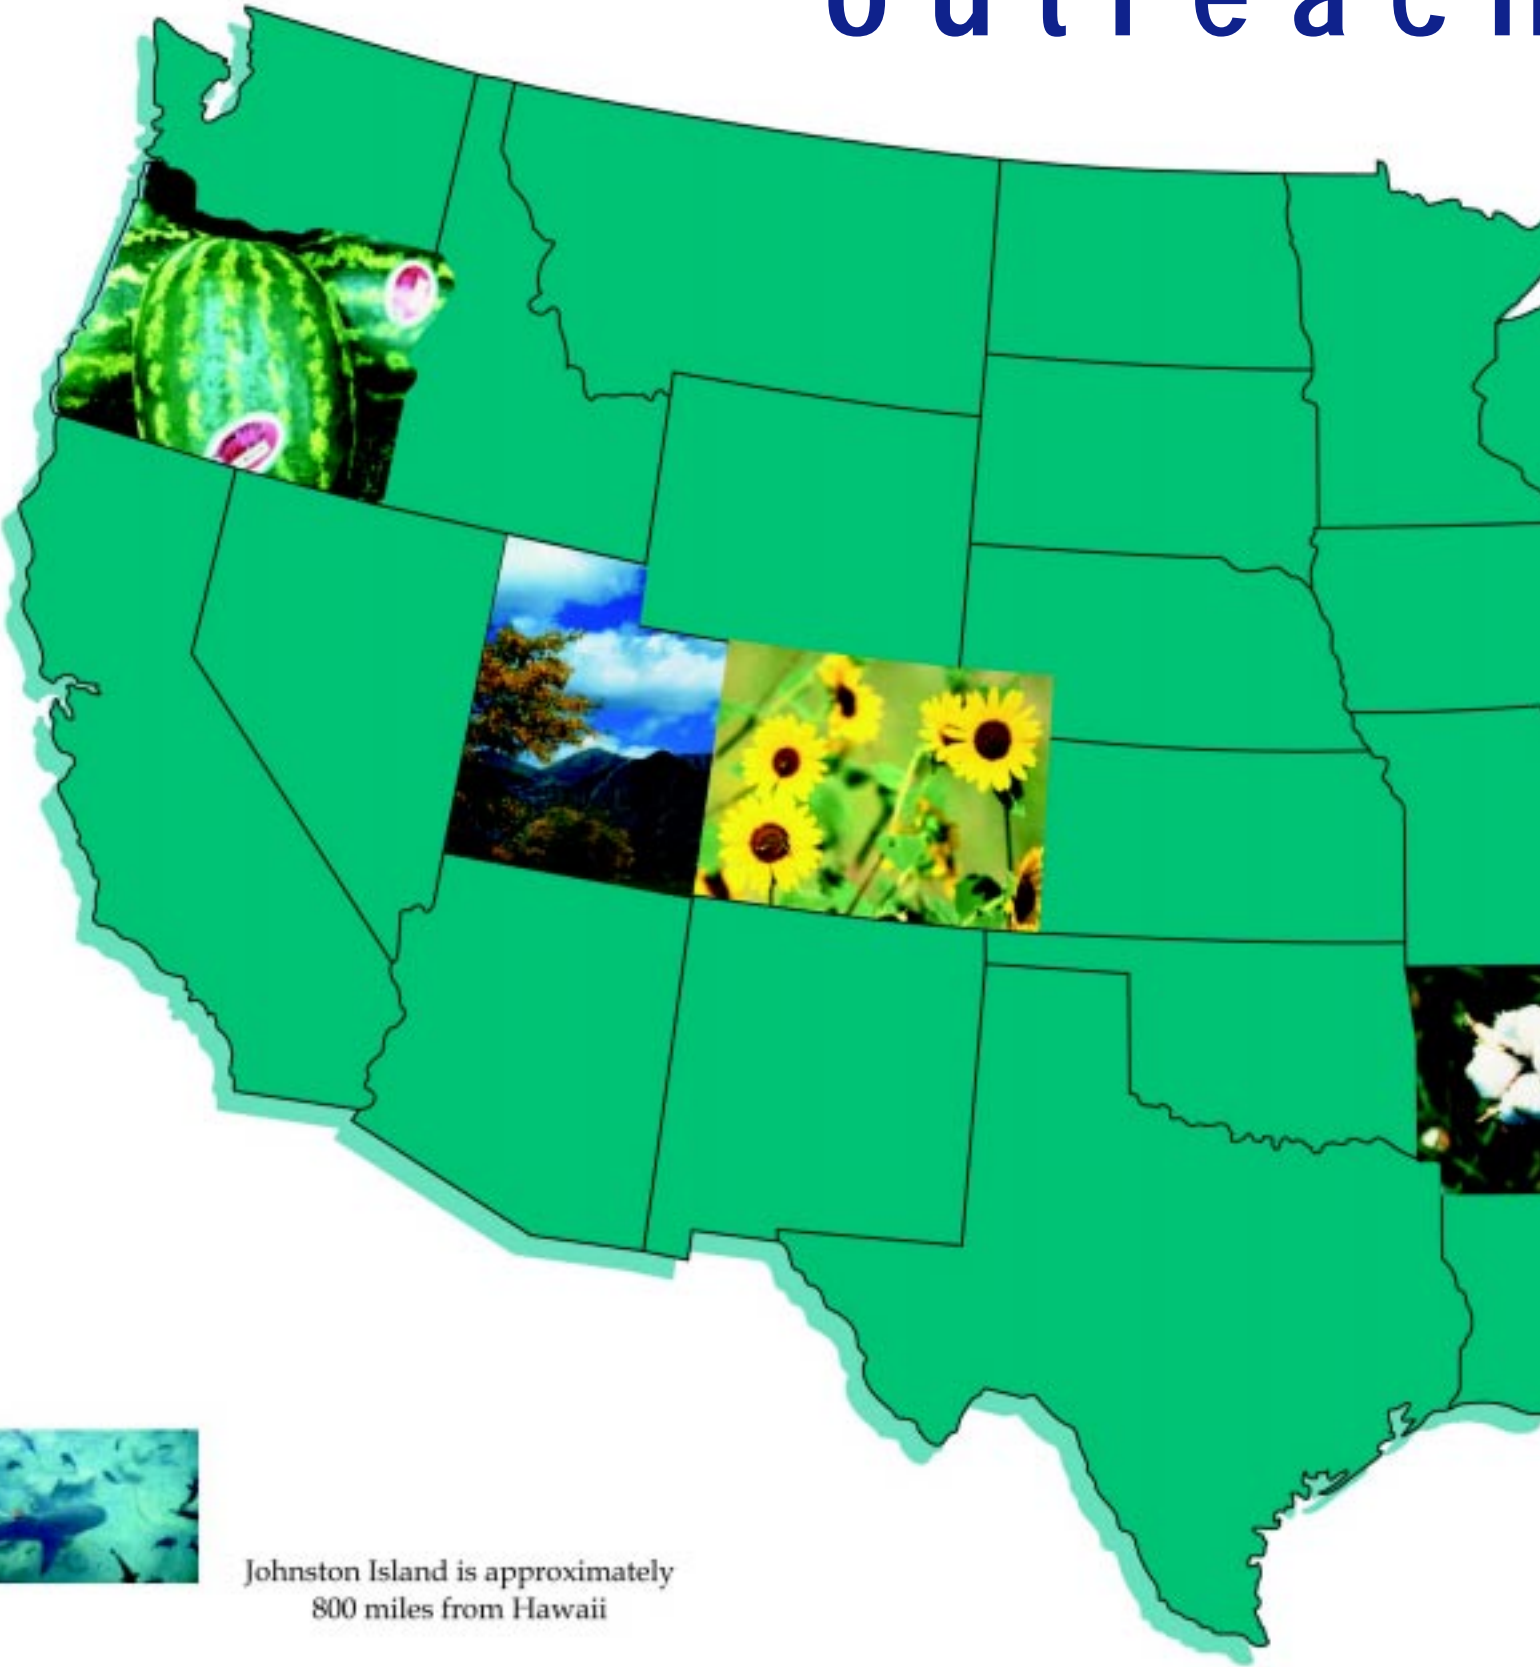 outreach
Johnston Island is approximately
800 miles from Hawaii